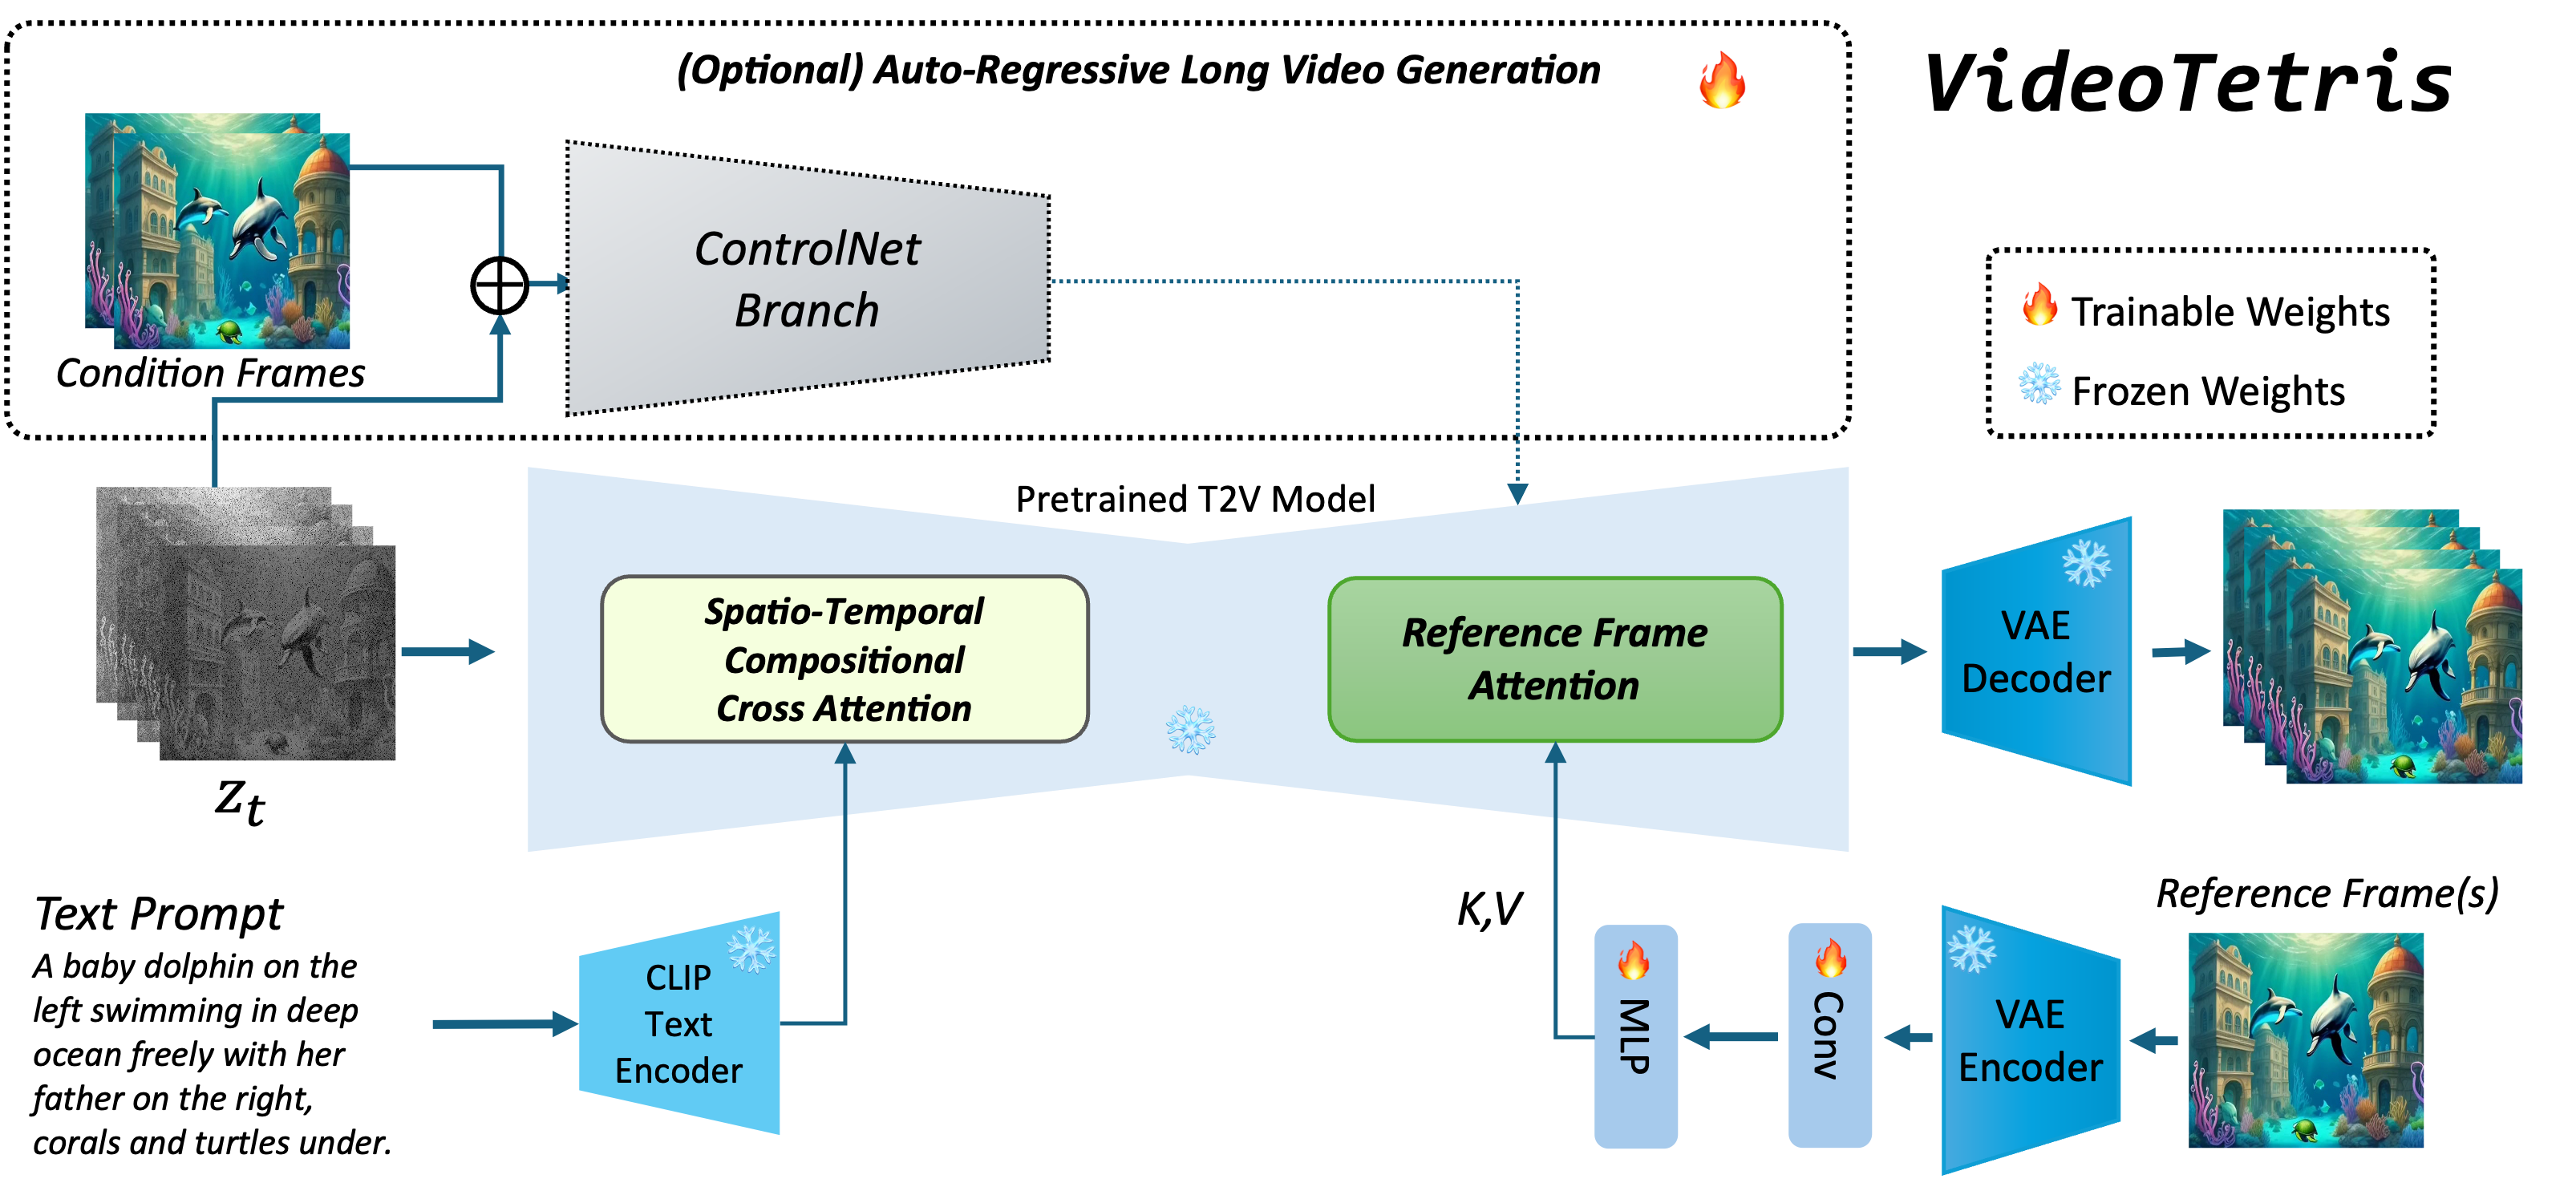 (Optional) Auto-Regressive Long Video Generation
VideoTetris
ControlNet
Branch
Condition Frames
Trainable Weights
Frozen Weights
Pretrained T2V Model
Spatio-Temporal
Compositional
Cross Attention
Reference Frame
Attention
VAE
Decoder
z_t
Text Prompt
A baby dolphin on the
left swimming in deep
ocean freely with her
father on the right,
corals and turtles under.
CLIP
Text
Encoder
K,V
MLP
Conv
VAE
Encoder
Reference Frame(s)